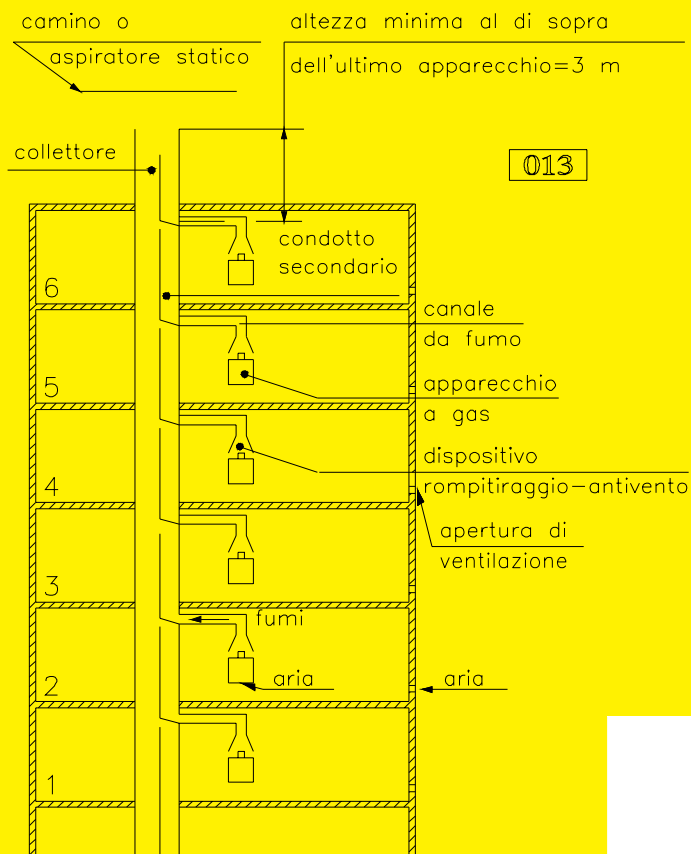 camino o
aspiratore statico
altezza minima al di sopra
dell'ultimo apparecchio=3 m
collettore
013
condotto
secondario
6
canale
da fumo
5
apparecchio
a gas
dispositivo
rompitiraggio-antivento
4
apertura di
ventilazione
3
fumi
2
aria
aria
1